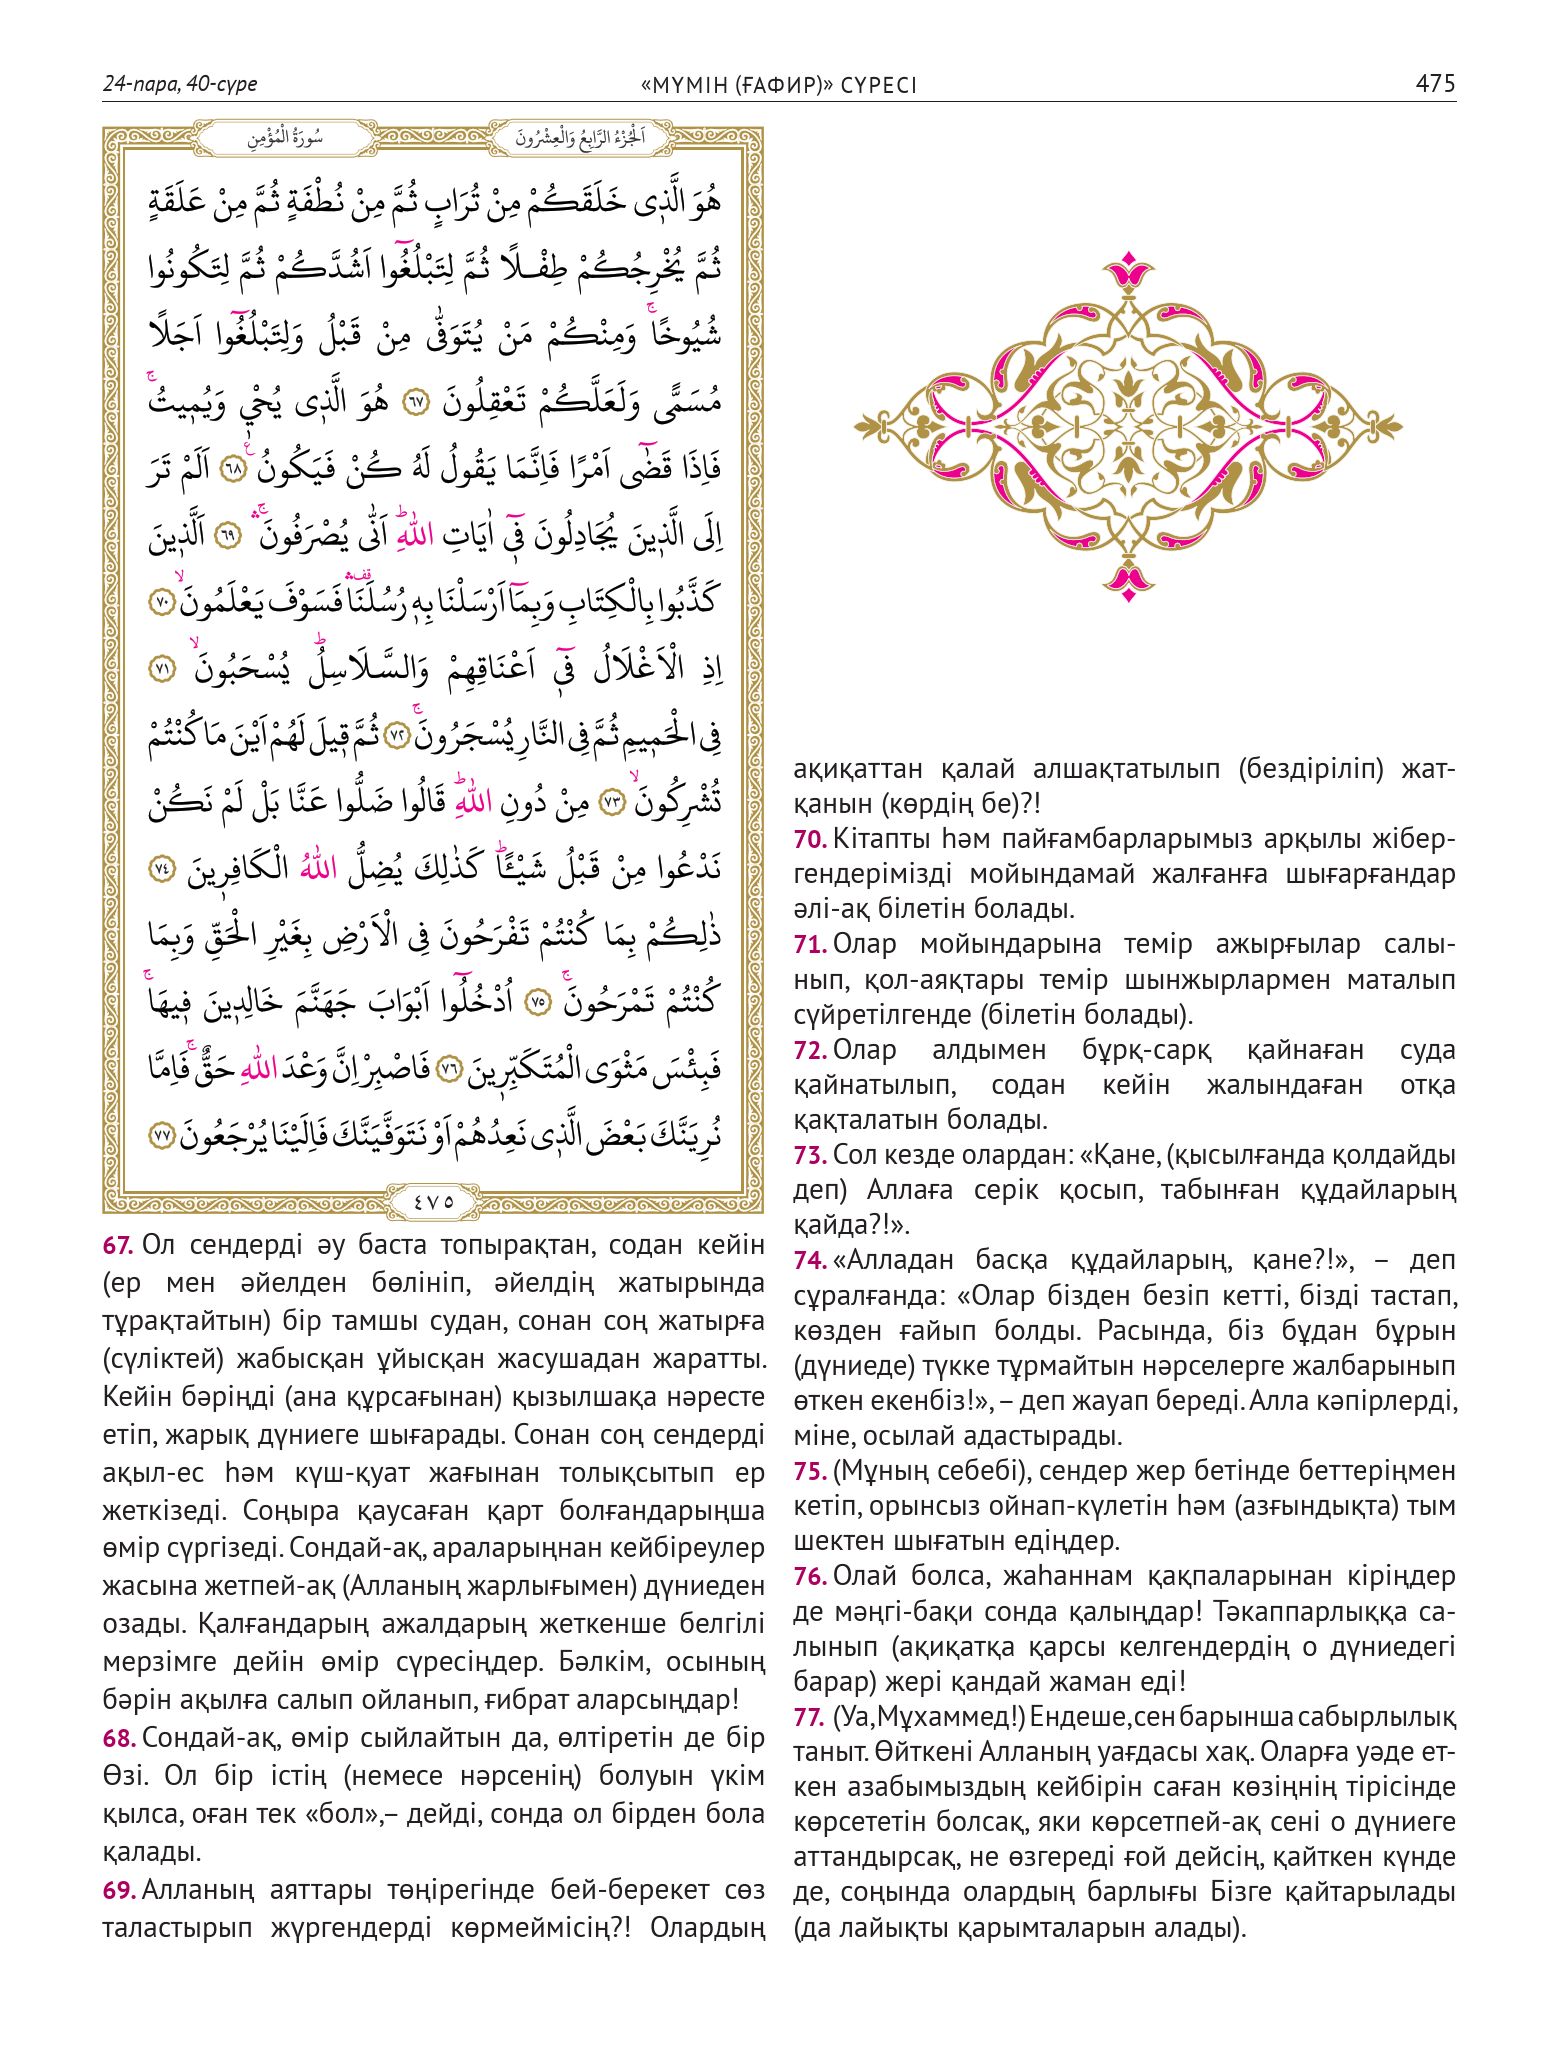 24-пара, 40-сүре
«МҮМІН (ҒАФИР)» СҮРЕСІ
475
اَلْجُزْءُ الرَّابِعُ وَالْعِشْرُونَ
سُورَةُ الْمُؤْمِنِ
هُوَ الَّذ۪ى خَلَقَكُمْ مِنْ تُرَابٍ ثُمَّ مِنْ نُطْفَةٍ ثُمَّ مِنْ عَلَقَةٍ
ثُمَّ يُخْرِجُكُمْ طِفْلًا ثُمَّ لِتَبْلُغُٓوا اَشُدَّكُمْ ثُمَّ لِتَكُونُوا
شُيُوخًاۚ وَمِنْكُمْ مَنْ يُتَوَفّٰى مِنْ قَبْلُ وَلِتَبْلُغُٓوا اَجَلًا
مُسَمًّى وَلَعَلَّكُمْ تَعْقِلُونَ ﴿٦٧﴾ هُوَ الَّذ۪ى يُحْي۪ وَيُم۪يتُۚ
فَاِذَا قَضٰٓى اَمْرًا فَاِنَّمَا يَقُولُ لَهُ كُنْ فَيَكُونُ ع ﴿٦٨﴾ اَلَمْ تَرَ
اِلَى الَّذ۪ينَ يُجَادِلُونَ ف۪ٓى اٰيَاتِ اللّٰهِۜ اَنّٰى يُصْرَفُونَۚۛ ﴿٦٩﴾ اَلَّذ۪ينَ
كَذَّبُوا بِالْكِتَابِ وَبِمَٓا اَرْسَلْنَا بِه۪ رُسُلَنَا۠ۛ فَسَوْفَ يَعْلَمُونَۙ ﴿٧٠﴾
اِذِ الْاَغْلَالُ ف۪ٓى اَعْنَاقِهِمْ وَالسَّلَاسِلُۜ يُسْحَبُونَۙ ﴿٧١﴾
فِى الْحَم۪يمِ ثُمَّ فِى النَّارِ يُسْجَرُونَۚ ﴿٧٢﴾ ثُمَّ ق۪يلَ لَهُمْ اَيْنَ مَا كُنْتُمْ
تُشْرِكُونَۙ ﴿٧٣﴾ مِنْ دُونِ اللّٰهِۜ قَالُوا ضَلُّوا عَنَّا بَلْ لَمْ نَكُنْ
نَدْعُوا مِنْ قَبْلُ شَيْـًٔاۜ كَذٰلِكَ يُضِلُّ اللّٰهُ الْكَافِر۪ينَ ﴿٧٤﴾
ذٰلِكُمْ بِمَا كُنْتُمْ تَفْرَحُونَ فِى الْاَرْضِ بِغَيْرِ الْحَقِّ وَبِمَا
كُنْتُمْ تَمْرَحُونَۚ ﴿٧٥﴾ اُدْخُلُٓوا اَبْوَابَ جَهَنَّمَ خَالِد۪ينَ ف۪يهَاۚ
فَبِئْسَ مَثْوَى الْمُتَكَبِّر۪ينَ ﴿٧٦﴾ فَاصْبِرْ اِنَّ وَعْدَ اللّٰهِ حَقٌّۚ فَاِمَّا
نُرِيَنَّكَ بَعْضَ الَّذ۪ى نَعِدُهُمْ اَوْ نَتَوَفَّيَنَّكَ فَاِلَيْنَا يُرْجَعُونَ ﴿٧٧﴾
٤٧٥
67. Ол сендерді әу баста топырақтан, содан кейін
(ер мен әйелден бөлініп, әйелдің жатырында
тұрақтайтын) бір тамшы судан, сонан соң жатырға
(сүліктей) жабысқан ұйысқан жасушадан жаратты.
Кейін бәріңді (ана құрсағынан) қызылшақа нәресте
етіп, жарық дүниеге шығарады. Сонан соң сендерді
ақыл-ес һәм күш-қуат жағынан толықсытып ер
жеткізеді. Соңыра қаусаған қарт болғандарыңша
өмір сүргізеді. Сондай-ақ, араларыңнан кейбіреулер
жасына жетпей-ақ (Алланың жарлығымен) дүниеден
озады. Қалғандарың ажалдарың жеткенше белгілі
мерзімге дейін өмір сүресіңдер. Бәлкім, осының
бәрін ақылға салып ойланып, ғибрат аларсыңдар!
68. Сондай-ақ, өмір сыйлайтын да, өлтіретін де бір
Өзі. Ол бір істің (немесе нәрсенің) болуын үкім
қылса, оған тек «бол»,– дейді, сонда ол бірден бола
қалады.
69. Алланың аяттары төңірегінде бей-берекет сөз
таластырып жүргендерді көрмеймісің?! Олардың
ақиқаттан қалай алшақтатылып (бездіріліп) жат-
қанын (көрдің бе)?!
70. Кітапты һәм пайғамбарларымыз арқылы жібер-
гендерімізді мойындамай жалғанға шығарғандар
әлі-ақ білетін болады.
71. Олар мойындарына темір ажырғылар салы-
нып, қол-аяқтары темір шынжырлармен маталып
сүйретілгенде (білетін болады).
72. Олар алдымен бұрқ-сарқ қайнаған суда
қайнатылып, содан кейін жалындаған отқа
қақталатын болады.
73. Сол кезде олардан: «Қане, (қысылғанда қолдайды
деп) Аллаға серік қосып, табынған құдайларың
қайда?!».
74. «Алладан басқа құдайларың, қане?!», – деп
сұралғанда: «Олар бізден безіп кетті, бізді тастап,
көзден ғайып болды. Расында, біз бұдан бұрын
(дүниеде) түкке тұрмайтын нәрселерге жалбарынып
өткен екенбіз!», – деп жауап береді. Алла кәпірлерді,
міне, осылай адастырады.
75. (Мұның себебі), сендер жер бетінде беттеріңмен
кетіп, орынсыз ойнап-күлетін һәм (азғындықта) тым
шектен шығатын едіңдер.
76. Олай болса, жаһаннам қақпаларынан кіріңдер
де мәңгі-бақи сонда қалыңдар! Тәкаппарлыққа са-
лынып (ақиқатқа қарсы келгендердің о дүниедегі
барар) жері қандай жаман еді!
77. (Уа, Мұхаммед!) Ендеше, сен барынша сабырлылық
таныт. Өйткені Алланың уағдасы хақ. Оларға уәде ет-
кен азабымыздың кейбірін саған көзіңнің тірісінде
көрсететін болсақ, яки көрсетпей-ақ сені о дүниеге
аттандырсақ, не өзгереді ғой дейсің, қайткен күнде
де, соңында олардың барлығы Бізге қайтарылады
(да лайықты қарымталарын алады).